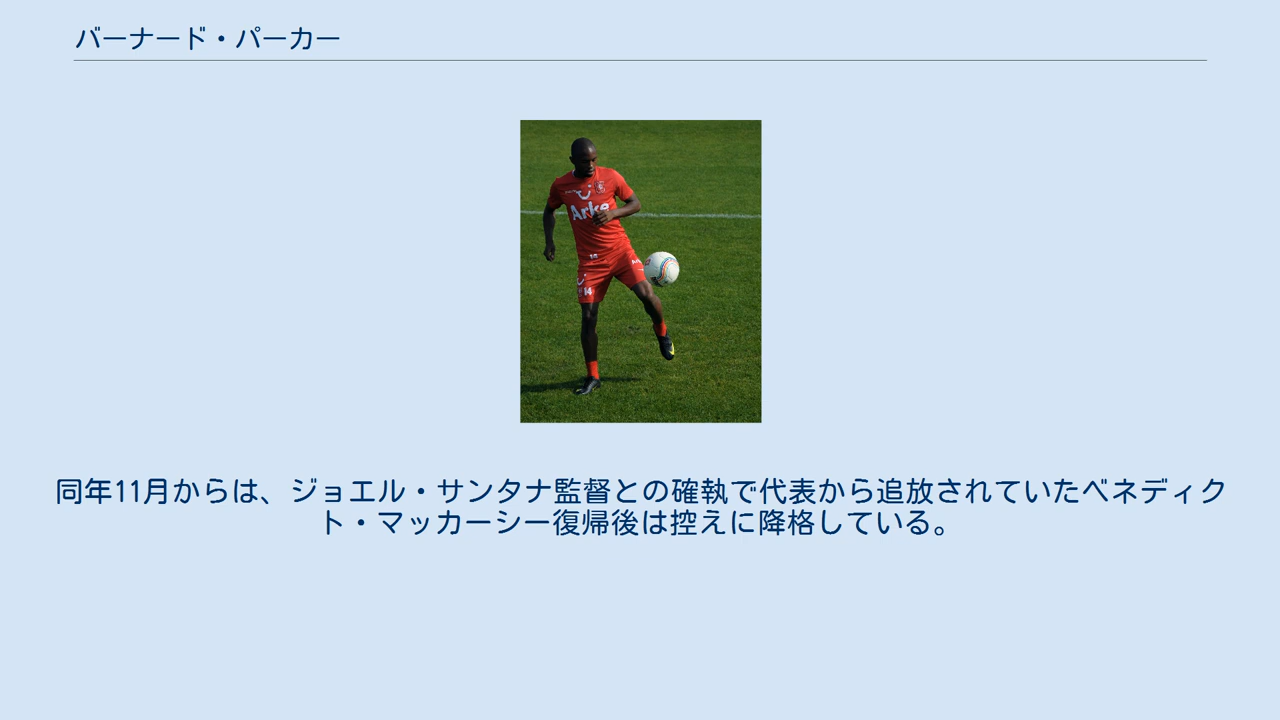 バーナード・パーカー
Arke
14
同年11月からは、ジョエル・サンタナ監督との確執で代表から追放されていたベネディク
ト・マッカーシー復帰後は控えに降格している。